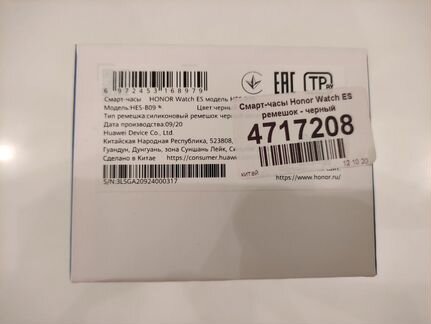 6 972453 168979
EAC
TP BY
Смарт-часы HONOR Watch ES модель
Модель:HES-B09
Цвет:черный
Тип ремешка:силиконовый ремешок черный
Дата производства:09/20
Huawei Device Co., Ltd.
Китайская Народная Республика, 523808,
Гуандун, Дунгуань, зона Суншань Лейк,
Сделано в Китае https://consumer.huawe
S/N:3LSGA20924000317
https://www.honor.ru/
Смарт-часы Honor Watch ES
ремешок - черный
4717208
12.10.20
китай